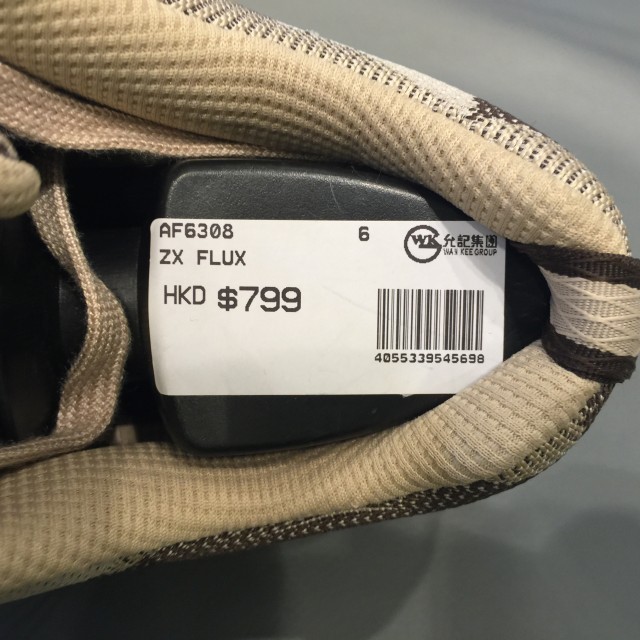 AF6308 6
ZX FLUX
HKD $799
WK 允記集團
WAN KEE GROUP
4055339545698